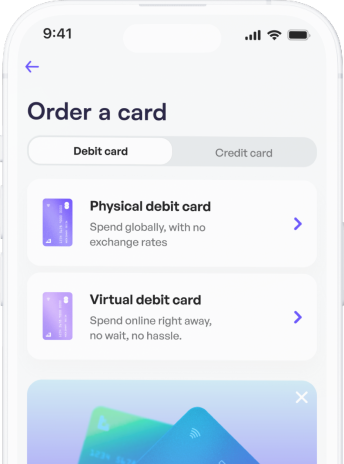 9:41
Order a card
Debit card
Credit card
Physical debit card
Spend globally, with no
exchange rates
Virtual debit card
Spend online right away,
no wait, no hassle.